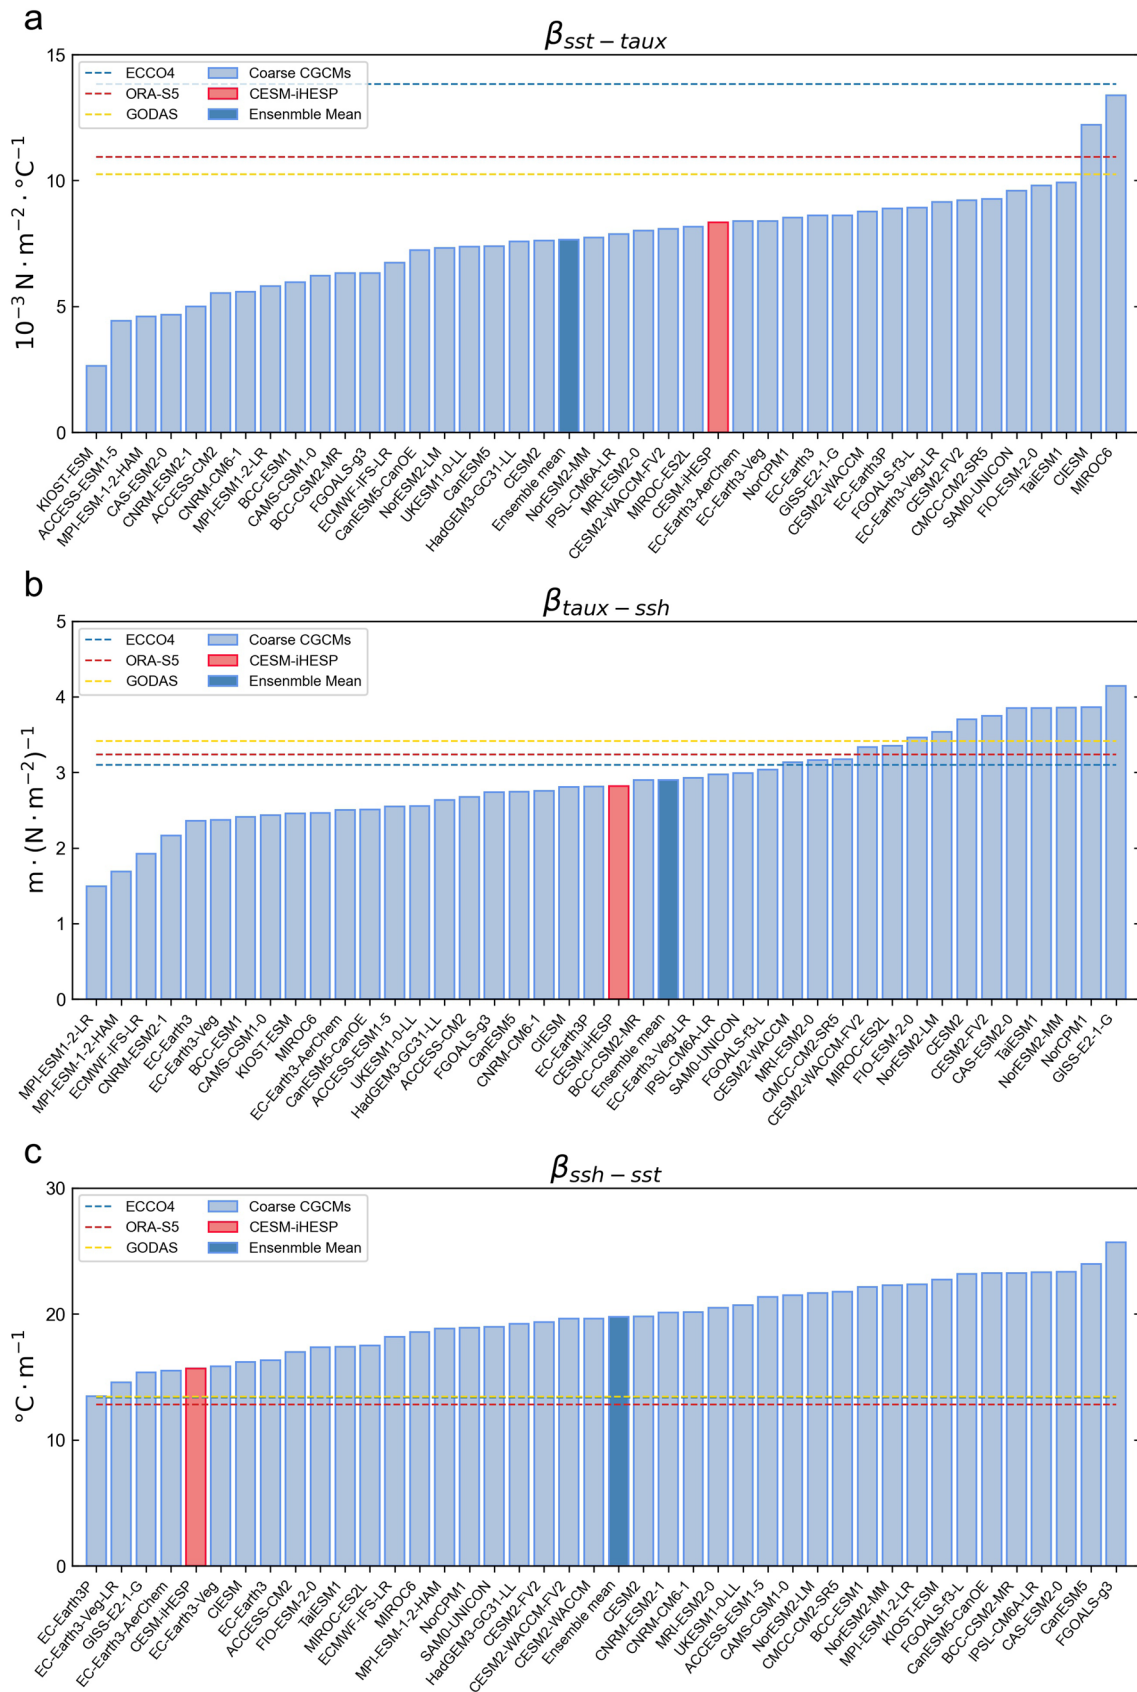 a
β_sst – taux
15
10
5
0
10⁻³ N · m⁻² · °C⁻¹
ECCO4
ORA-S5
GODAS
Coarse CGCMs
CESM-iHESP
Ensenmble Mean
KIOST-ESM
ACCESS-ESM1-5
MPI-ESM-1-2-HAM
CAS-ESM2-0
CNRM-ESM2-1
ACCESS-CM2
CNRM-CM6-1
MPI-ESM1-2-LR
BCC-ESM1
CAMS-CSM1-0
BCC-CSM2-MR
FGOALS-g3
ECMWF-IFS-LR
CanESM5-CanOE
NorESM2-LM
UKESM1-0-LL
CanESM5
HadGEM3-GC31-LL
CESM2
Ensemble mean
NorESM2-MM
IPSL-CM6A-LR
MRI-ESM2-0
CESM2-WACCM-FV2
MIROC-ES2L
CESM-iHESP
EC-Earth3-AerChem
EC-Earth3-Veg
NorCPM1
EC-Earth3
GISS-E2-1-G
CESM2-WACCM
EC-Earth3P
FGOALS-f3-L
EC-Earth3-Veg-LR
CESM2-FV2
CMCC-CM2-SR5
SAM0-UNICON
FIO-ESM-2-0
TaiESM1
CIESM
MIROC6
b
β_taux – ssh
5
4
3
2
1
0
m · (N · m⁻²)⁻¹
ECCO4
ORA-S5
GODAS
Coarse CGCMs
CESM-iHESP
Ensenmble Mean
MPI-ESM1-2-LR
MPI-ESM-1-2-HAM
ECMWF-IFS-LR
CNRM-ESM2-1
EC-Earth3
EC-Earth3-Veg
BCC-ESM1
CAMS-CSM1-0
KIOST-ESM
MIROC6
EC-Earth3-AerChem
CanESM5-CanOE
ACCESS-ESM1-5
UKESM1-0-LL
HadGEM3-GC31-LL
ACCESS-CM2
FGOALS-g3
CanESM5
CNRM-CM6-1
CIESM
EC-Earth3P
CESM-iHESP
BCC-CSM2-MR
Ensemble mean
EC-Earth3-Veg-LR
IPSL-CM6A-LR
SAM0-UNICON
FGOALS-f3-L
CESM2-WACCM
MRI-ESM2-0
CMCC-CM2-SR5
CESM2-WACCM-FV2
MIROC-ES2L
FIO-ESM-2-0
NorESM2-LM
CESM2
CESM2-FV2
CAS-ESM2-0
TaiESM1
NorESM2-MM
NorCPM1
GISS-E2-1-G
c
β_ssh – sst
30
20
10
0
°C · m⁻¹
ECCO4
ORA-S5
GODAS
Coarse CGCMs
CESM-iHESP
Ensenmble Mean
EC-Earth3P
EC-Earth3-Veg-LR
GISS-E2-1-G
EC-Earth3-AerChem
CESM-iHESP
EC-Earth3-Veg
CIESM
EC-Earth3
ACCESS-CM2
FIO-ESM-2-0
TaiESM1
MIROC-ES2L
ECMWF-IFS-LR
MIROC6
MPI-ESM-1-2-HAM
NorCPM1
SAM0-UNICON
HadGEM3-GC31-LL
CESM2-FV2
CESM2-WACCM-FV2
CESM2-WACCM
Ensemble mean
CESM2
CNRM-ESM2-1
CNRM-CM6-1
MRI-ESM2-0
UKESM1-0-LL
ACCESS-ESM1-5
CAMS-CSM1-0
NorESM2-LM
CMCC-CM2-SR5
BCC-ESM1
NorESM2-MM
MPI-ESM1-2-LR
KIOST-ESM
FGOALS-f3-L
CanESM5-CanOE
BCC-CSM2-MR
IPSL-CM6A-LR
CAS-ESM2-0
CanESM5
FGOALS-g3